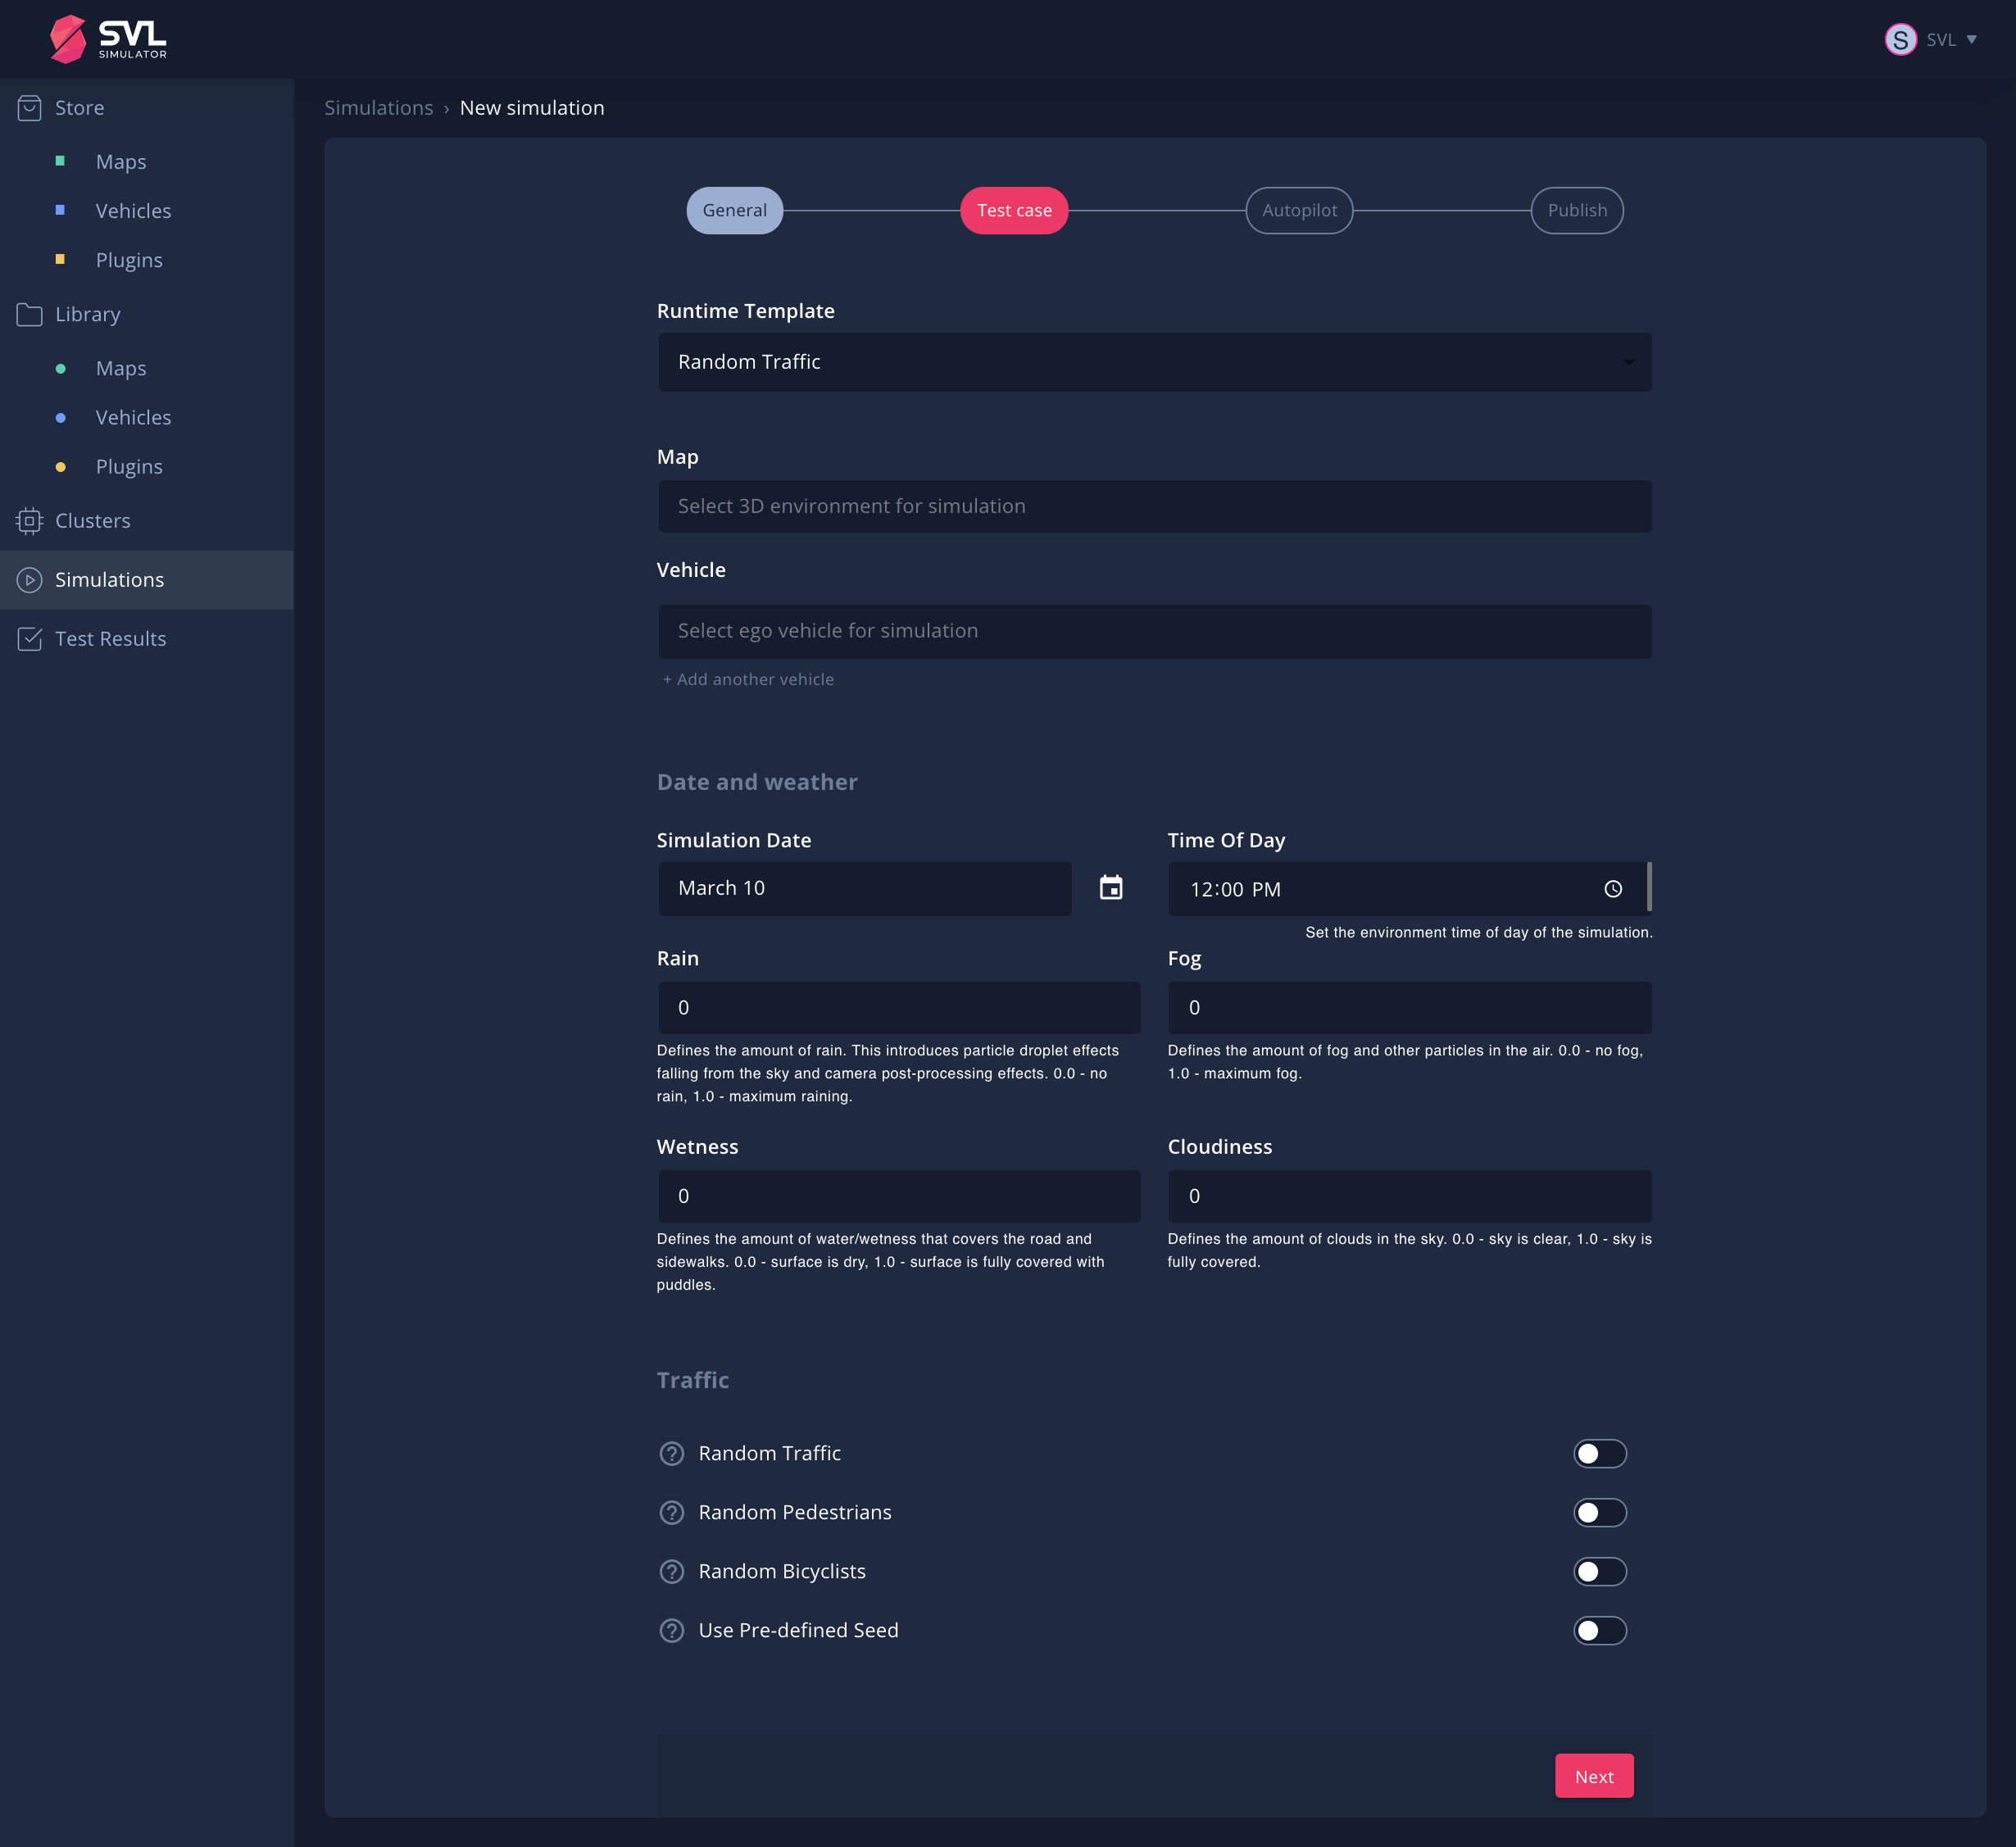 SVL
SIMULATOR
S SVL
Store
Maps
Vehicles
Plugins
Library
Maps
Vehicles
Plugins
Clusters
Simulations
Test Results
Simulations › New simulation
General
Test case
Autopilot
Publish
Runtime Template
Random Traffic
Map
Select 3D environment for simulation
Vehicle
Select ego vehicle for simulation
+ Add another vehicle
Date and weather
Simulation Date
March 10
Time Of Day
12:00 PM
Set the environment time of day of the simulation.
Rain
0
Defines the amount of rain. This introduces particle droplet effects
falling from the sky and camera post-processing effects. 0.0 - no
rain, 1.0 - maximum raining.
Fog
0
Defines the amount of fog and other particles in the air. 0.0 - no fog,
1.0 - maximum fog.
Wetness
0
Defines the amount of water/wetness that covers the road and
sidewalks. 0.0 - surface is dry, 1.0 - surface is fully covered with
puddles.
Cloudiness
0
Defines the amount of clouds in the sky. 0.0 - sky is clear, 1.0 - sky is
fully covered.
Traffic
? Random Traffic
? Random Pedestrians
? Random Bicyclists
? Use Pre-defined Seed
Next